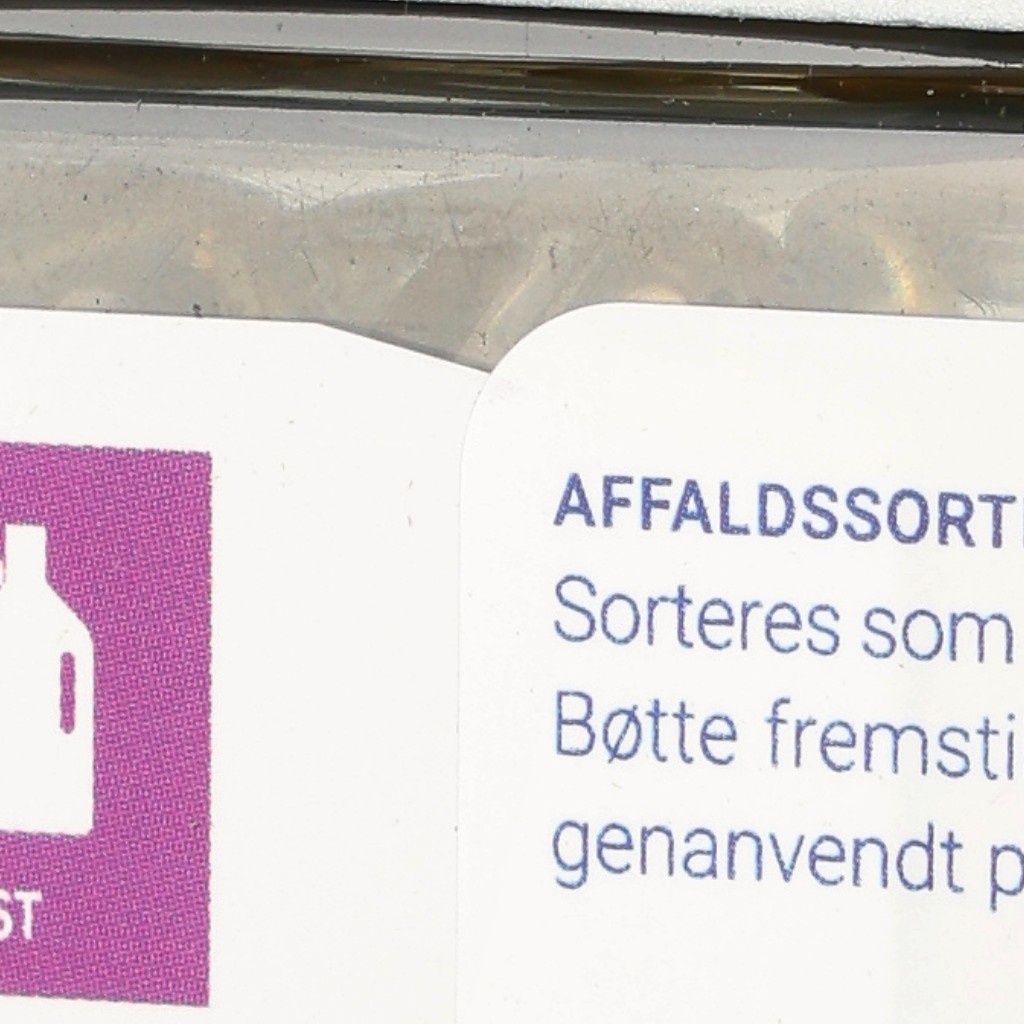 AFFALDSSORT
Sorteres som
Bøtte fremsti
genanvendt p
ST